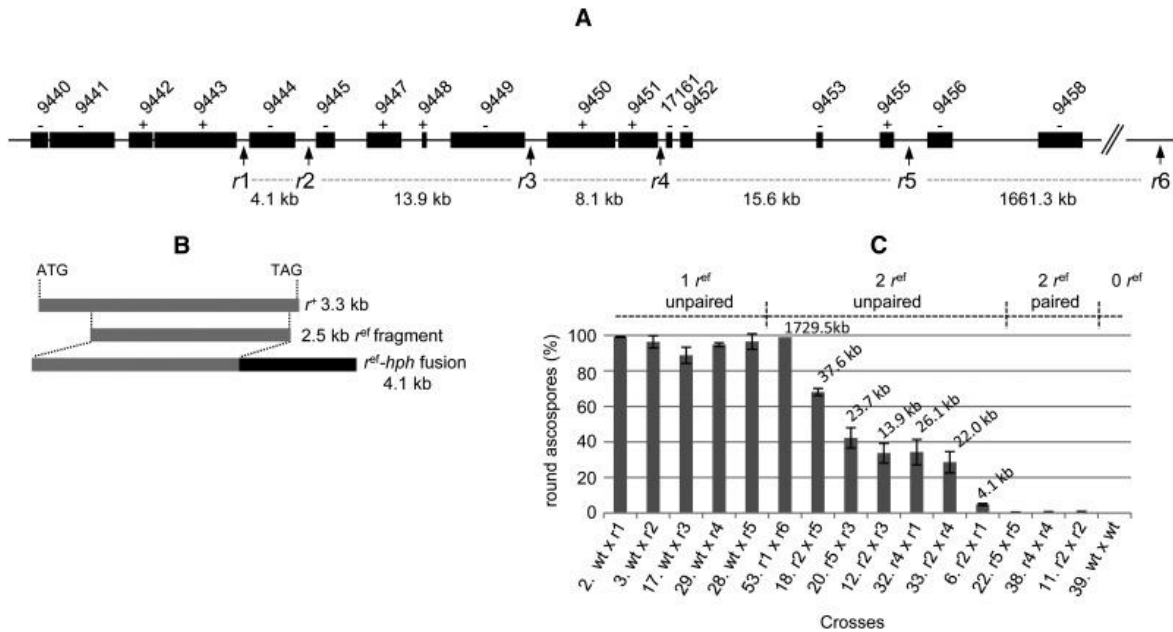 A
9440 9441 9442 9443 9444 9445 9447 9448 9449 9450 9451 17161 9452 9453 9455 9456 9458
- - + + - - + + - + + - - - + - -
r1 r2 r3 r4 r5 r6
4.1 kb 13.9 kb 8.1 kb 15.6 kb 1661.3 kb
B
ATG TAG
r+ 3.3 kb
2.5 kb ref fragment
ref-hph fusion
4.1 kb
C
1 ref unpaired
2 ref unpaired
2 ref paired
0 ref
round ascospores (%)
100
80
60
40
20
0
1729.5kb
37.6 kb
23.7 kb
13.9 kb
26.1 kb
22.0 kb
4.1 kb
2. wt x r1
3. wt x r2
17. wt x r3
29. wt x r4
28. wt x r5
53. r1 x r6
18. r2 x r5
20. r5 x r3
12. r2 x r3
32. r4 x r1
33. r2 x r4
6. r2 x r1
22. r5 x r5
38. r4 x r4
11. r2 x r2
39. wt x wt
Crosses